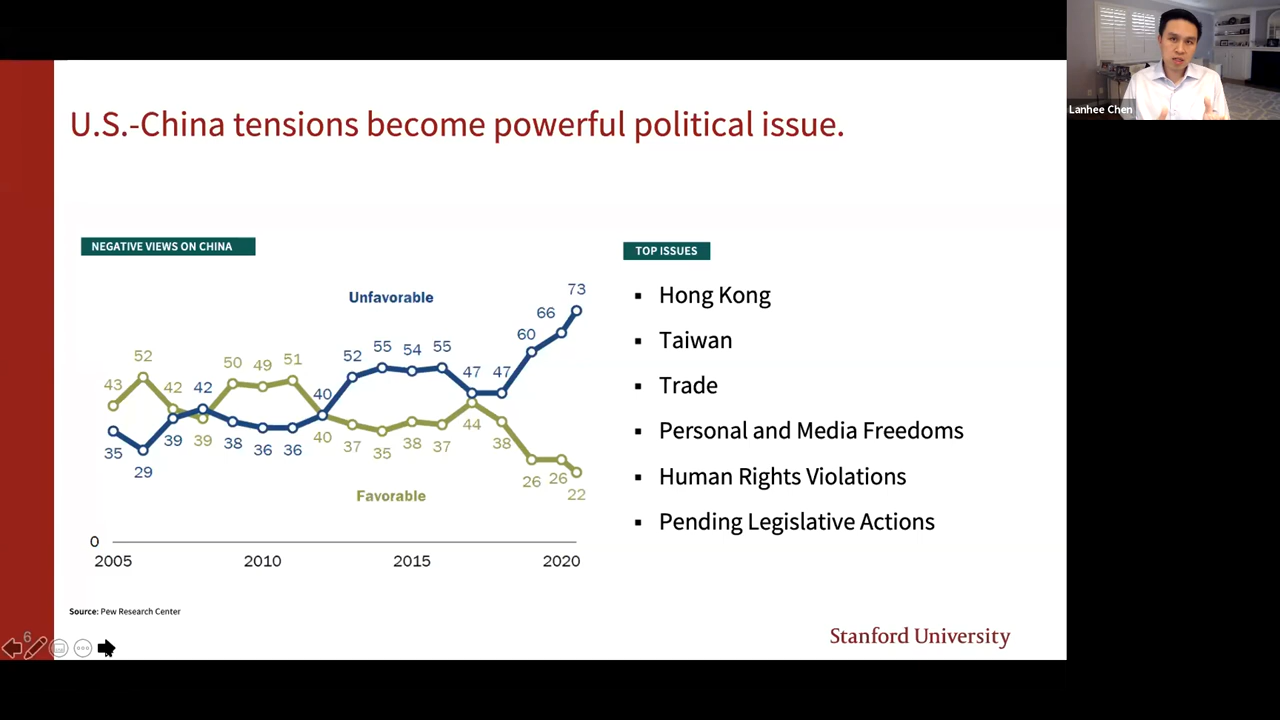 Lanhee Chen
U.S.-China tensions become powerful political issue.
NEGATIVE VIEWS ON CHINA
Unfavorable
73
66
60
52
55
54
55
47
47
43
52
42
42
50
49
51
40
35
29
39
39
38
36
36
40
37
35
38
37
44
38
26
26
22
Favorable
0
2005
2010
2015
2020
Source: Pew Research Center
TOP ISSUES
▪ Hong Kong
▪ Taiwan
▪ Trade
▪ Personal and Media Freedoms
▪ Human Rights Violations
▪ Pending Legislative Actions
6
Stanford University